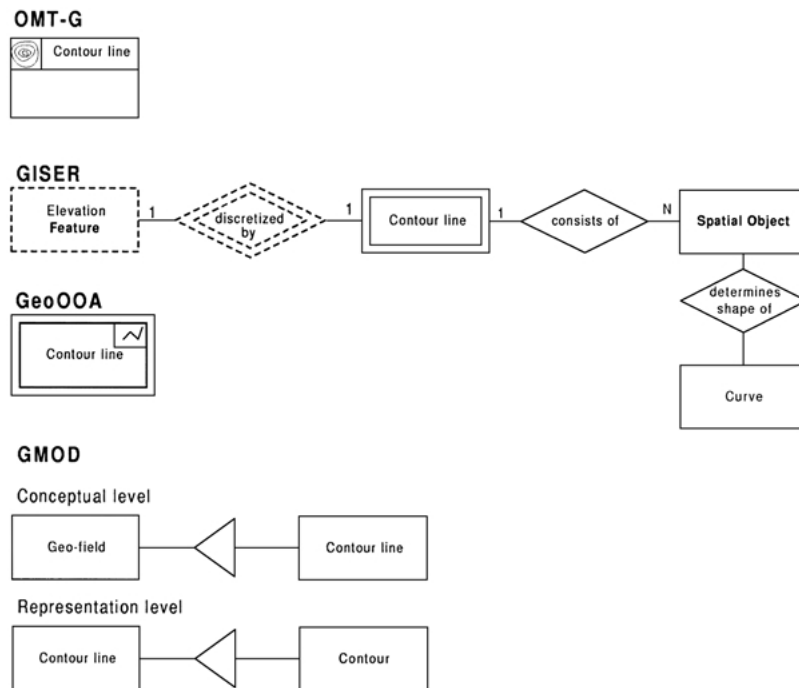 OMT-G
Contour line
GISER
Elevation
Feature
1
discretized
by
1
Contour line
1
consists of
N
Spatial Object
determines
shape of
Curve
GeoOOA
Contour line
GMOD
Conceptual level
Geo-field
Contour line
Representation level
Contour line
Contour